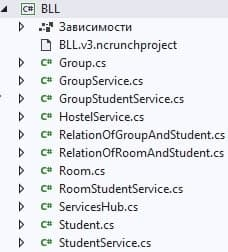 BLL
Зависимости
BLL.v3.ncrunchproject
C# Group.cs
C# GroupService.cs
C# GroupStudentService.cs
C# HostelService.cs
C# RelationOfGroupAndStudent.cs
C# RelationOfRoomAndStudent.cs
C# Room.cs
C# RoomStudentService.cs
C# ServicesHub.cs
C# Student.cs
C# StudentService.cs